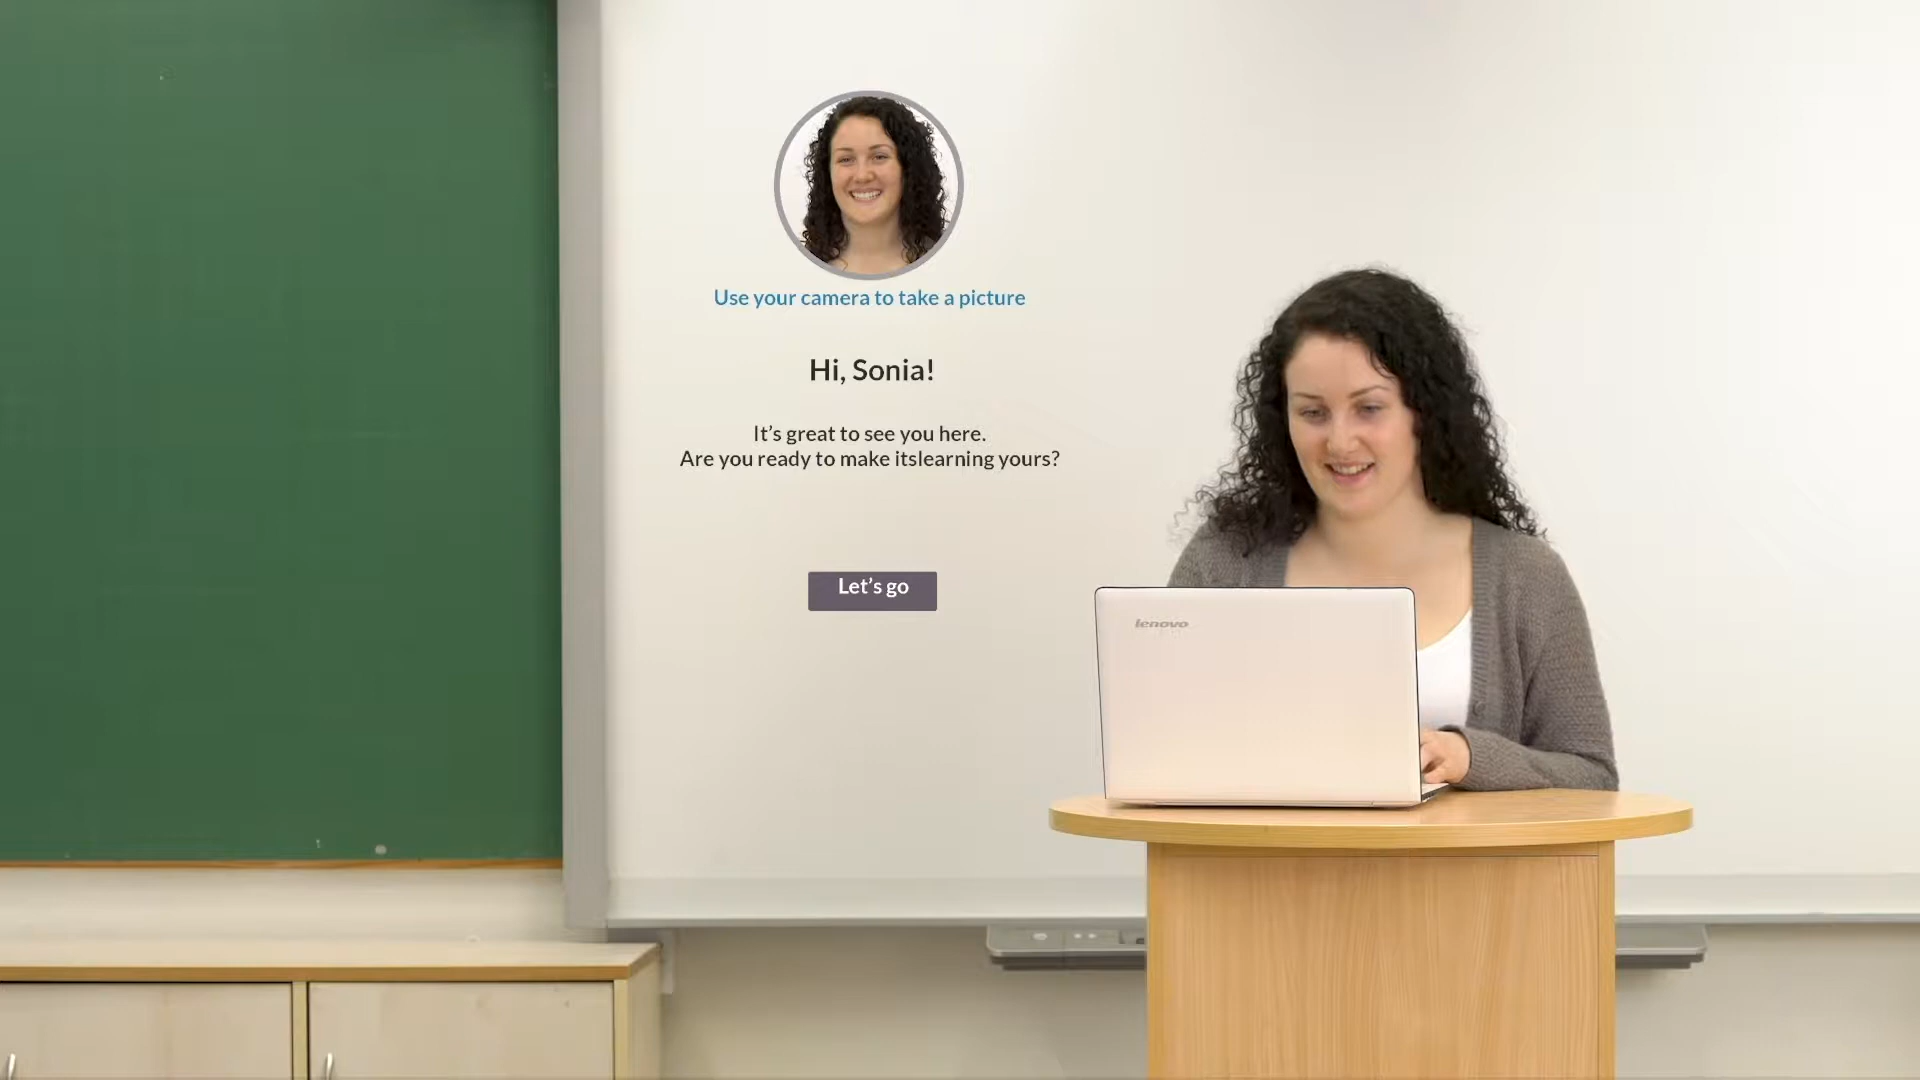 Use your camera to take a picture
Hi, Sonia!
It's great to see you here.
Are you ready to make itslearning yours?
Let's go
lenovo